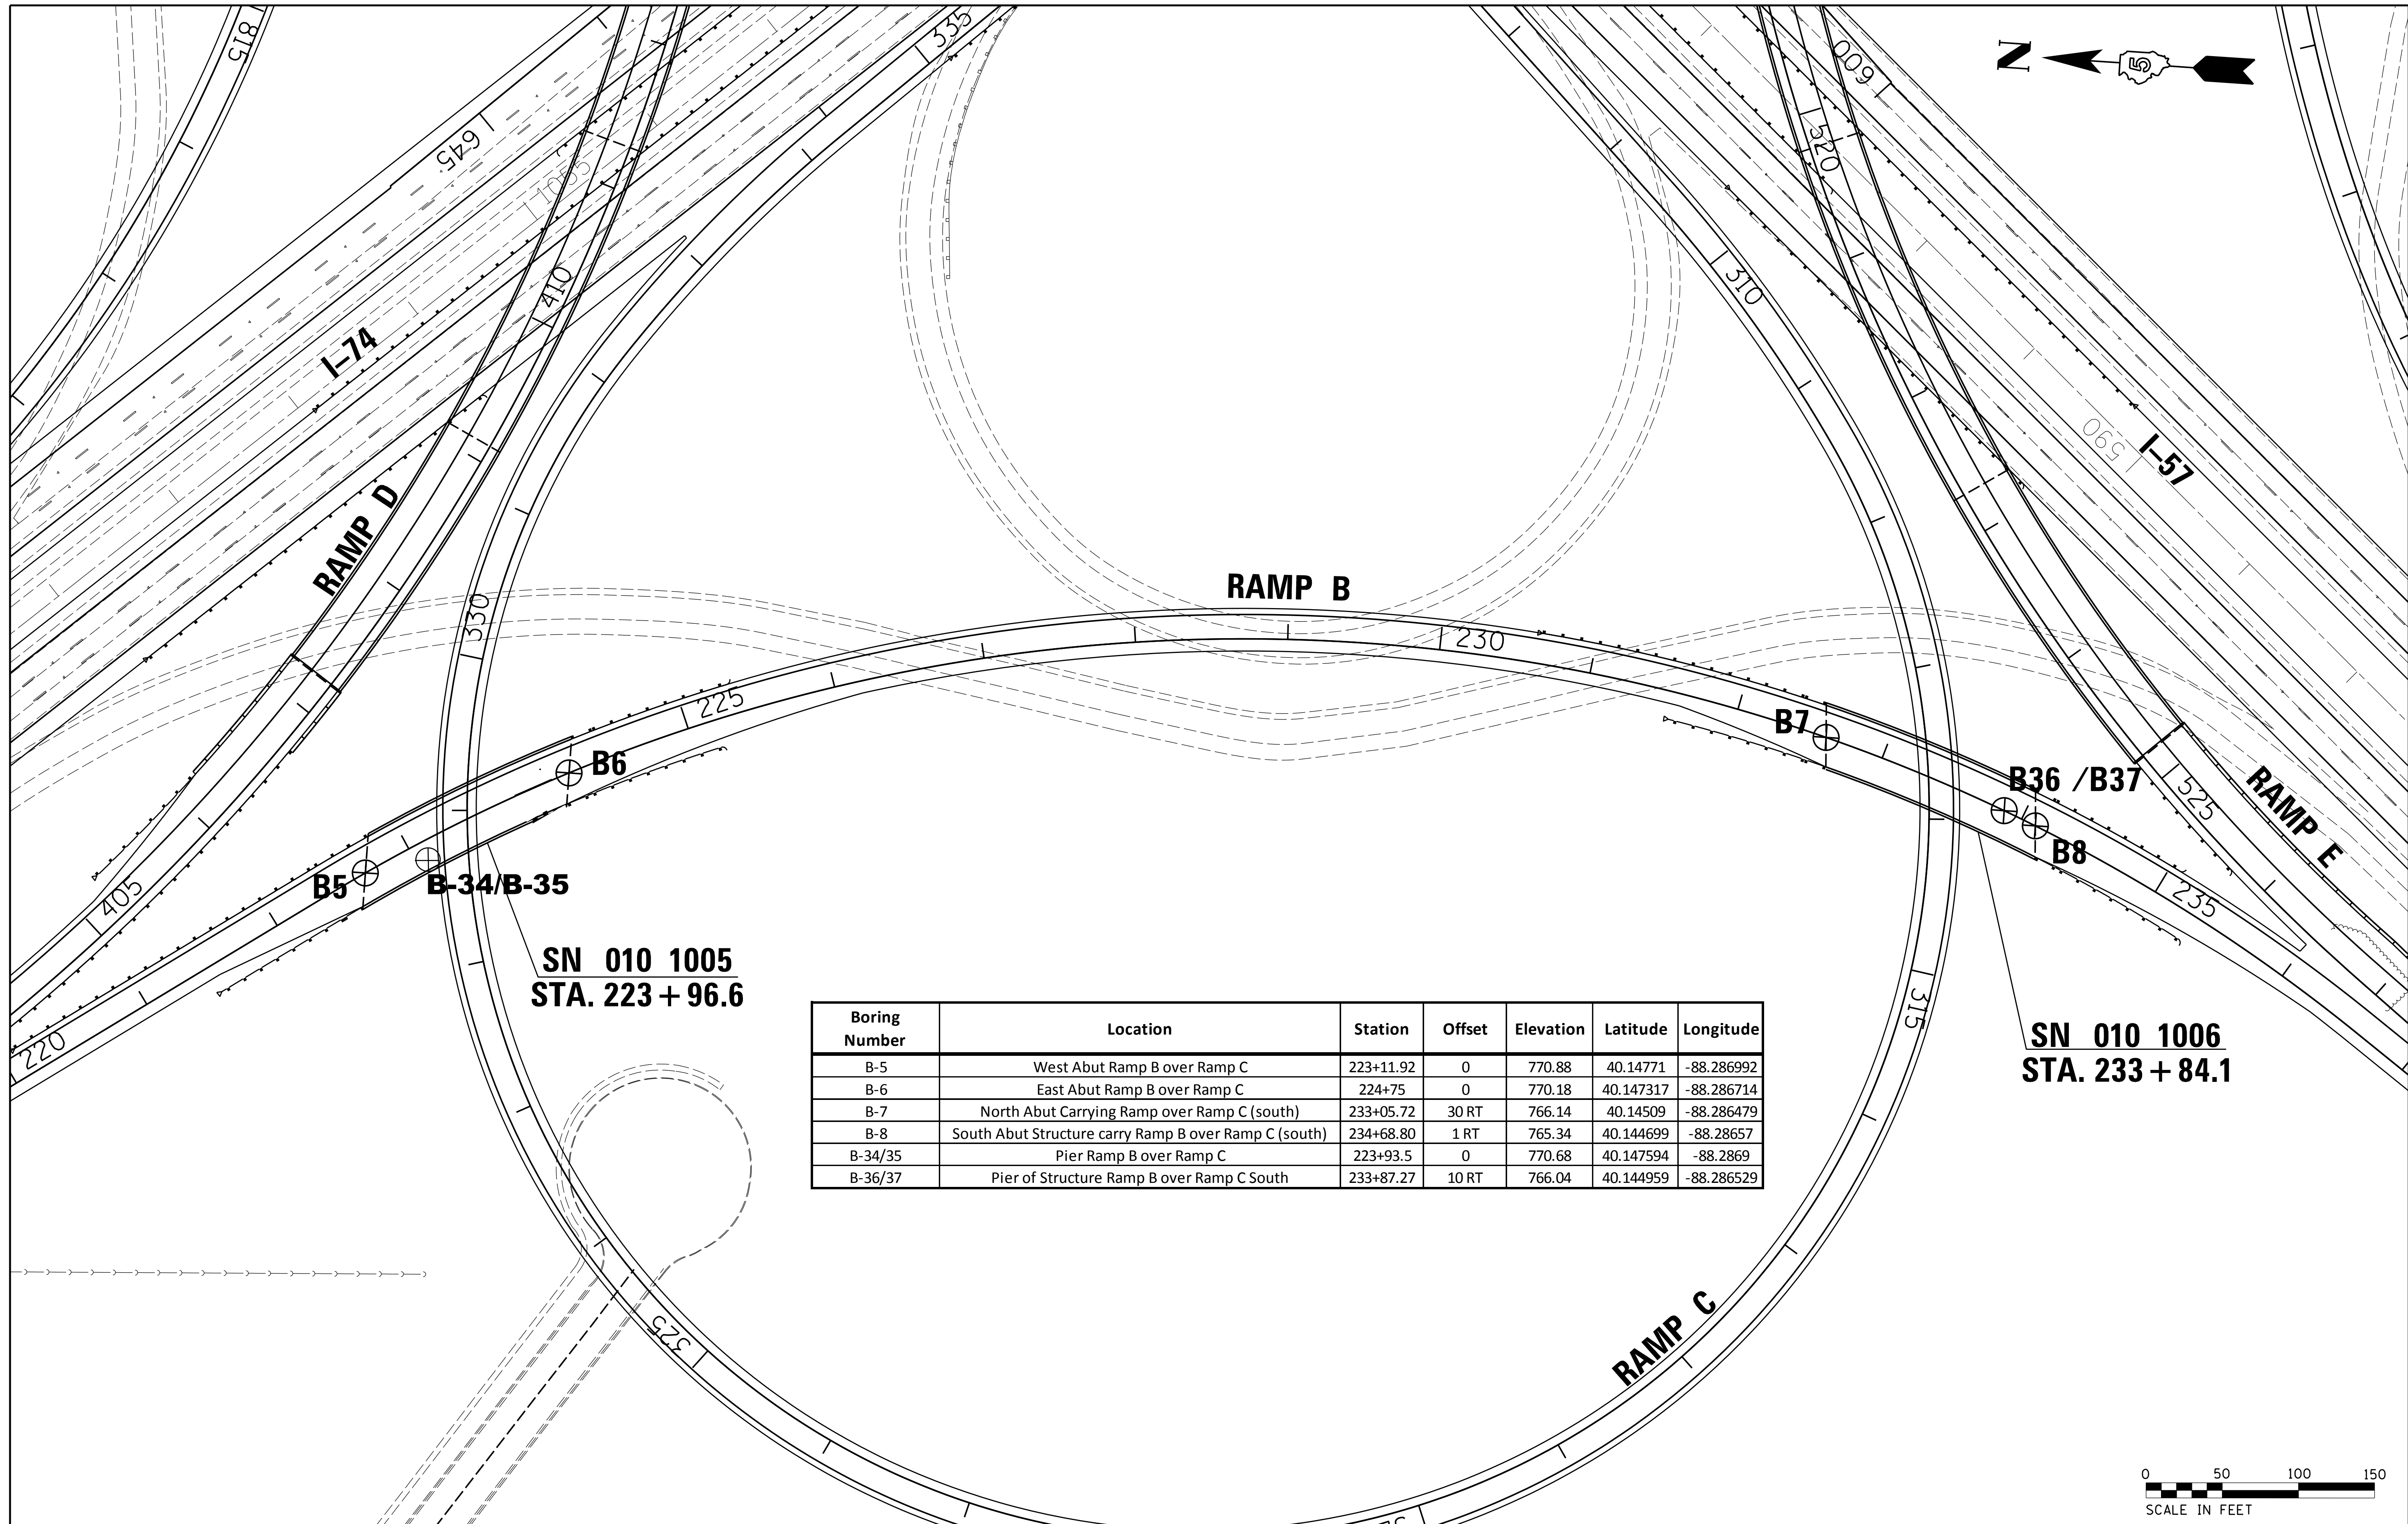 815
335
600
N
5
645
520
1055
410
310
I-74
590
I-57
RAMP D
RAMP B
330
230
225
B7
B6
B36 /B37
525
RAMP E
B8
B5
B-34/B-35
405
235
SN 010 1005
STA. 223+96.6
315
220
SN 010 1006
STA. 233+84.1
Boring Number Location Station Offset Elevation Latitude Longitude
B-5 West Abut Ramp B over Ramp C 223+11.92 0 770.88 40.14771 -88.286992
B-6 East Abut Ramp B over Ramp C 224+75 0 770.18 40.147317 -88.286714
B-7 North Abut Carrying Ramp over Ramp C (south) 233+05.72 30 RT 766.14 40.14509 -88.286479
B-8 South Abut Structure carry Ramp B over Ramp C (south) 234+68.80 1 RT 765.34 40.144699 -88.28657
B-34/35 Pier Ramp B over Ramp C 223+93.5 0 770.68 40.147594 -88.2869
B-36/37 Pier of Structure Ramp B over Ramp C South 233+87.27 10 RT 766.04 40.144959 -88.286529
325
RAMP C
0 50 100 150
SCALE IN FEET